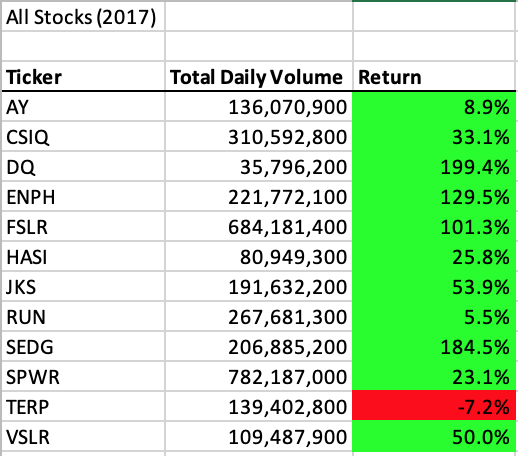 All Stocks (2017)
Ticker Total Daily Volume Return
AY 136,070,900 8.9%
CSIQ 310,592,800 33.1%
DQ 35,796,200 199.4%
ENPH 221,772,100 129.5%
FSLR 684,181,400 101.3%
HASI 80,949,300 25.8%
JKS 191,632,200 53.9%
RUN 267,681,300 5.5%
SEDG 206,885,200 184.5%
SPWR 782,187,000 23.1%
TERP 139,402,800 -7.2%
VSLR 109,487,900 50.0%